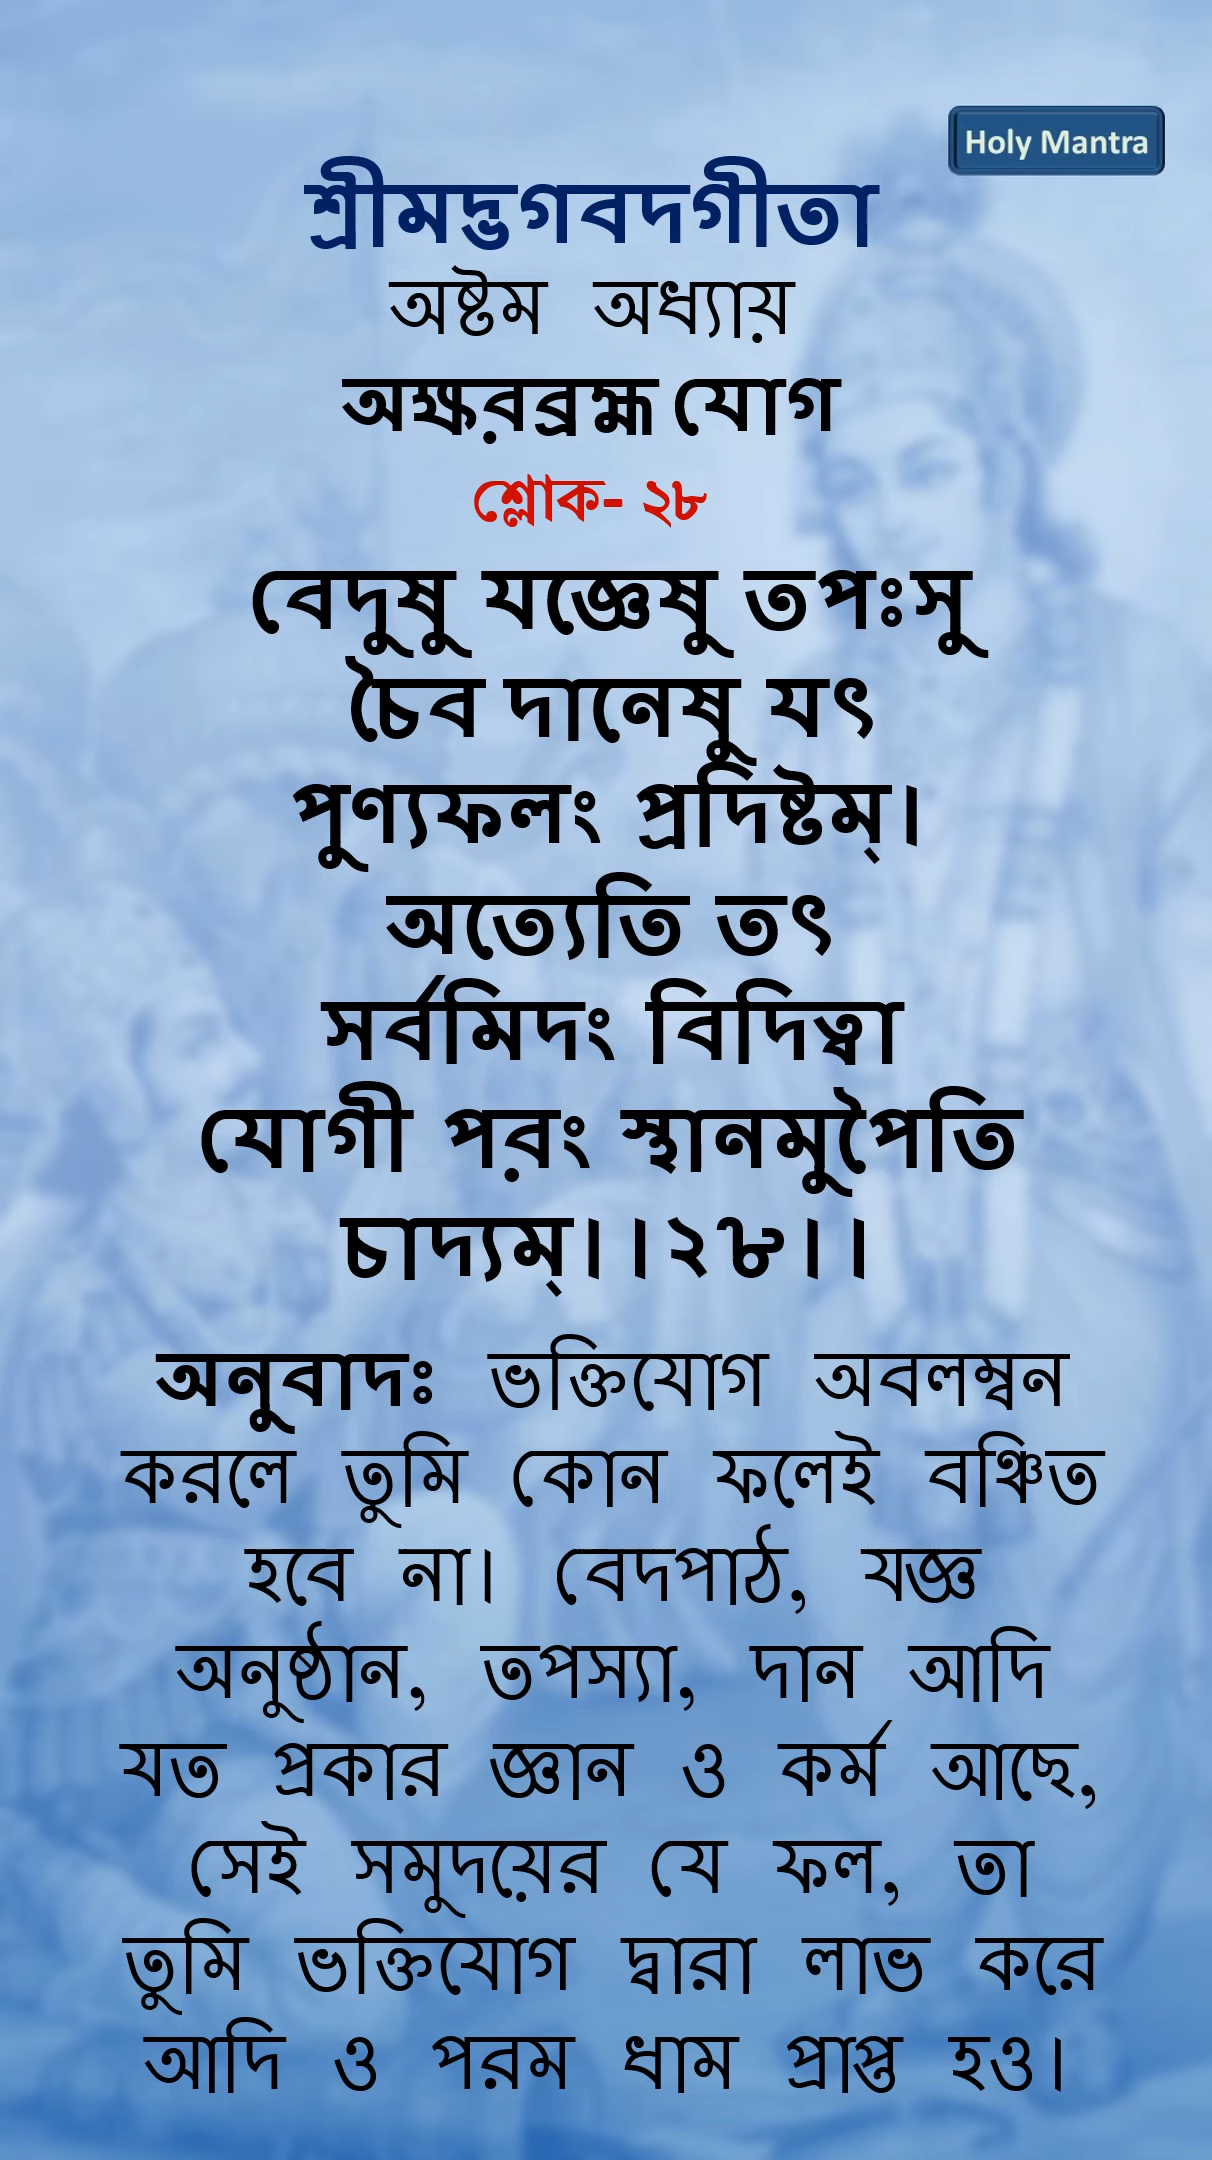 Holy Mantra
শ্রীমদ্ভগবদগীতা
অষ্টম অধ্যায়
অক্ষরব্রহ্ম যোগ
শ্লোক- ২৮
বেদুষু যজ্ঞেষু তপঃসু
চৈব দানেষু যৎ
পুণ্যফলং প্রদিষ্টম্।
অত্যেতি তৎ
সর্বমিদং বিদিত্বা
যোগী পরং স্থানমুপৈতি
চাদ্যম্।।২৮।।
অনুবাদঃ ভক্তিযোগ অবলম্বন
করলে তুমি কোন ফলেই বঞ্চিত
হবে না। বেদপাঠ, যজ্ঞ
অনুষ্ঠান, তপস্যা, দান আদি
যত প্রকার জ্ঞান ও কর্ম আছে,
সেই সমুদয়ের যে ফল, তা
তুমি ভক্তিযোগ দ্বারা লাভ করে
আদি ও পরম ধাম প্রাপ্ত হও।